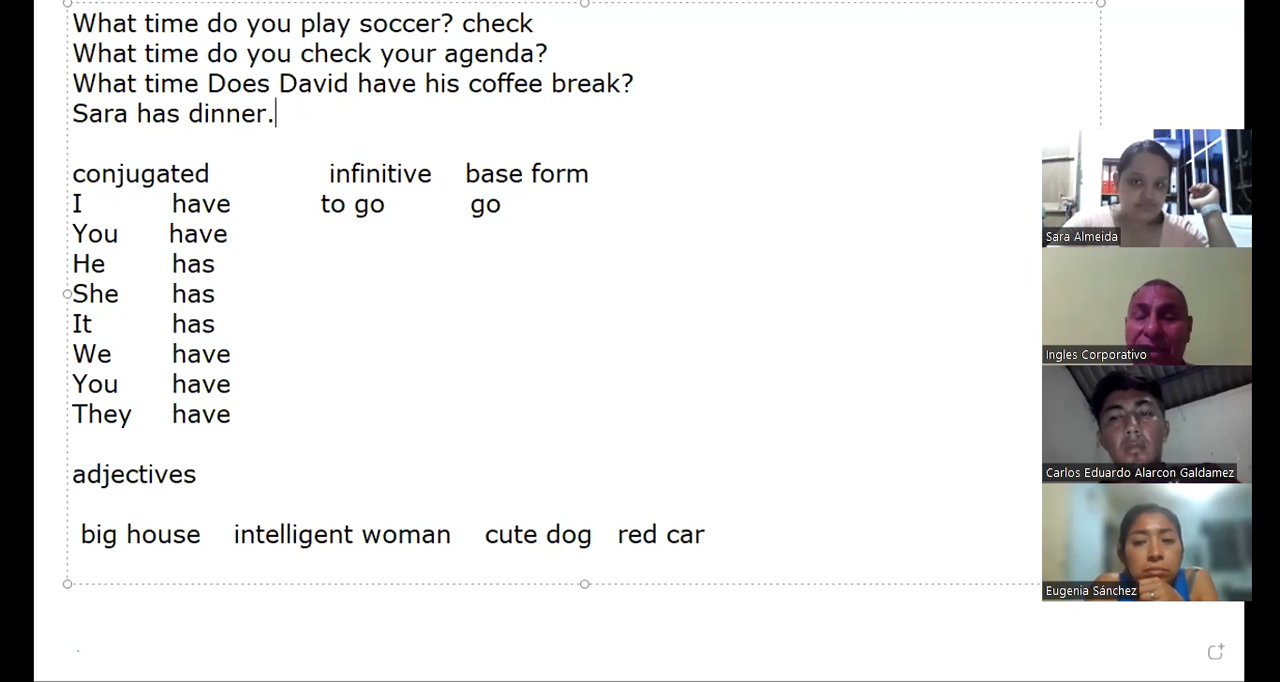 What time do you play soccer? check
What time do you check your agenda?
What time Does David have his coffee break?
Sara has dinner.
conjugated infinitive base form
I have to go go
You have
He has
She has
It has
We have
You have
They have
adjectives
big house intelligent woman cute dog red car
Sara Almeida
Ingles Corporativo
Carlos Eduardo Alarcon Galdamez
Eugenia Sánchez